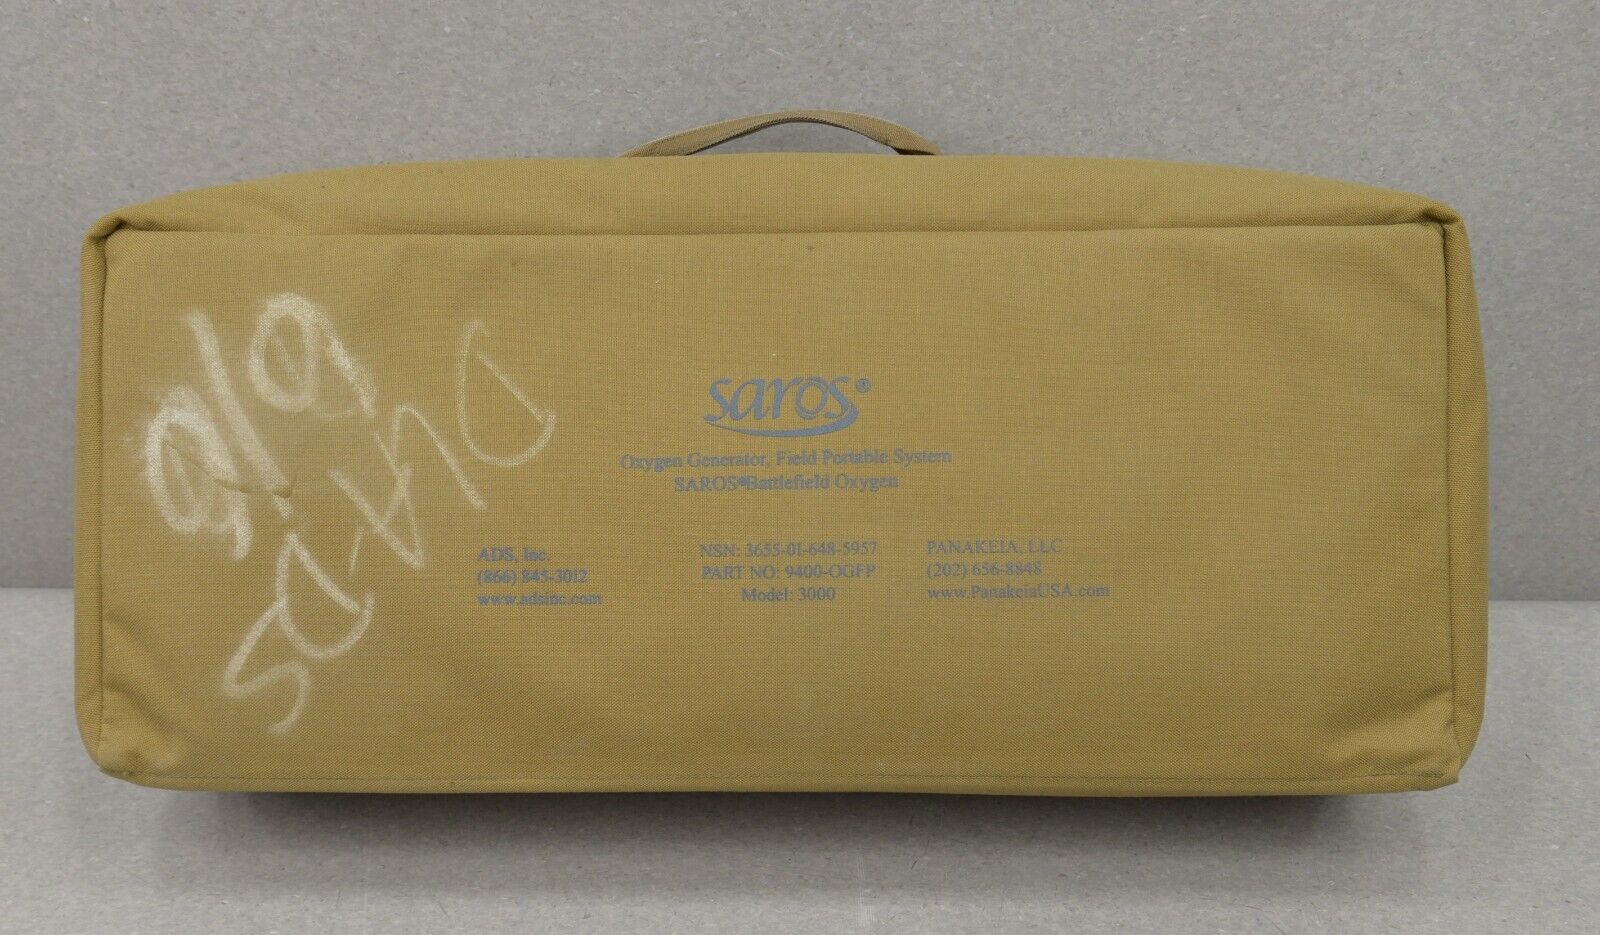 saros®
Oxygen Generator, Field Portable System
SAROS®Battlefield Oxygen
ADS, Inc.
(866) 845-3012
www.adsinc.com
NSN: 3655-01-648-5957
PART NO: 9400-OGFP
Model: 3000
PANAKEIA, LLC
(202) 656-8848
www.PanakeiaUSA.com